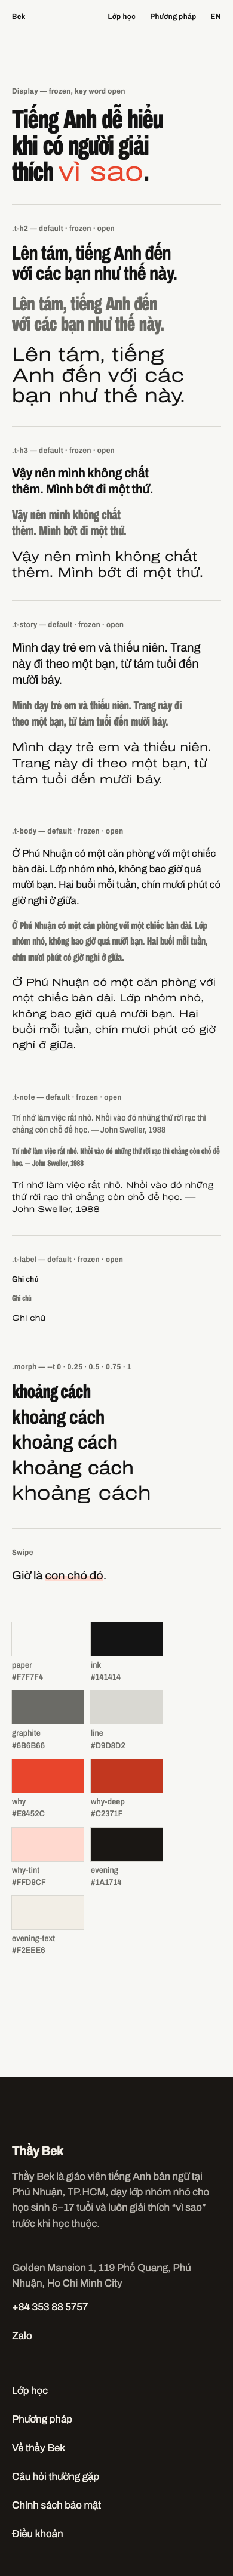 Bek Lớp học Phương pháp EN
Display — frozen, key word open
Tiếng Anh dễ hiểu
khi có người giải
thích vì sao.
.t-h2 — default · frozen · open
Lên tám, tiếng Anh đến
với các bạn như thế này.
Lên tám, tiếng Anh đến
với các bạn như thế này.
Lên tám, tiếng
Anh đến với các
bạn như thế này.
.t-h3 — default · frozen · open
Vậy nên mình không chất
thêm. Mình bớt đi một thứ.
Vậy nên mình không chất
thêm. Mình bớt đi một thứ.
Vậy nên mình không chất
thêm. Mình bớt đi một thứ.
.t-story — default · frozen · open
Mình dạy trẻ em và thiếu niên. Trang
này đi theo một bạn, từ tám tuổi đến
mười bảy.
Mình dạy trẻ em và thiếu niên. Trang này đi
theo một bạn, từ tám tuổi đến mười bảy.
Mình dạy trẻ em và thiếu niên.
Trang này đi theo một bạn, từ
tám tuổi đến mười bảy.
.t-body — default · frozen · open
Ở Phú Nhuận có một căn phòng với một chiếc
bàn dài. Lớp nhóm nhỏ, không bao giờ quá
mười bạn. Hai buổi mỗi tuần, chín mươi phút có
giờ nghỉ ở giữa.
Ở Phú Nhuận có một căn phòng với một chiếc bàn dài. Lớp
nhóm nhỏ, không bao giờ quá mười bạn. Hai buổi mỗi tuần,
chín mươi phút có giờ nghỉ ở giữa.
Ở Phú Nhuận có một căn phòng với
một chiếc bàn dài. Lớp nhóm nhỏ,
không bao giờ quá mười bạn. Hai
buổi mỗi tuần, chín mươi phút có giờ
nghỉ ở giữa.
.t-note — default · frozen · open
Trí nhớ làm việc rất nhỏ. Nhồi vào đó những thứ rời rạc thì
chẳng còn chỗ để học. — John Sweller, 1988
Trí nhớ làm việc rất nhỏ. Nhồi vào đó những thứ rời rạc thì chẳng còn chỗ để
học. — John Sweller, 1988
Trí nhớ làm việc rất nhỏ. Nhồi vào đó những
thứ rời rạc thì chẳng còn chỗ để học. —
John Sweller, 1988
.t-label — default · frozen · open
Ghi chú
Ghi chú
Ghi chú
.morph — --t 0 · 0.25 · 0.5 · 0.75 · 1
khoảng cách
khoảng cách
khoảng cách
khoảng cách
khoảng cách
Swipe
Giờ là con chó đó.
paper ink
#F7F7F4 #141414
graphite line
#6B6B66 #D9D8D2
why why-deep
#E8452C #C2371F
why-tint evening
#FFD9CF #1A1714
evening-text
#F2EEE6
Thầy Bek
Thầy Bek là giáo viên tiếng Anh bản ngữ tại
Phú Nhuận, TP.HCM, dạy lớp nhóm nhỏ cho
học sinh 5–17 tuổi và luôn giải thích “vì sao”
trước khi học thuộc.
Golden Mansion 1, 119 Phổ Quang, Phú
Nhuận, Ho Chi Minh City
+84 353 88 5757
Zalo
Lớp học
Phương pháp
Về thầy Bek
Câu hỏi thường gặp
Chính sách bảo mật
Điều khoản